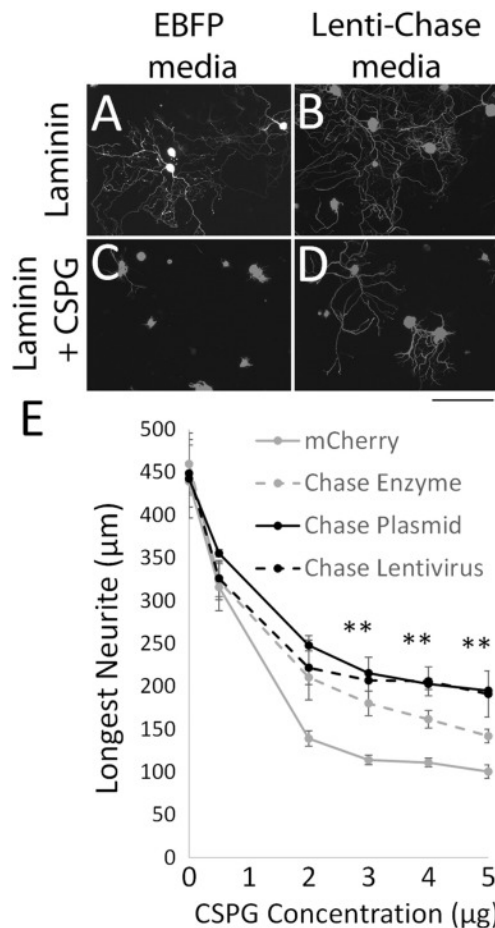 EBFP media
Lenti-Chase media
Laminin
A
B
Laminin + CSPG
C
D
E
mCherry
Chase Enzyme
Chase Plasmid
Chase Lentivirus
** ** **
Longest Neurite (µm)
500
450
400
350
300
250
200
150
100
50
0
0 1 2 3 4 5
CSPG Concentration (µg)